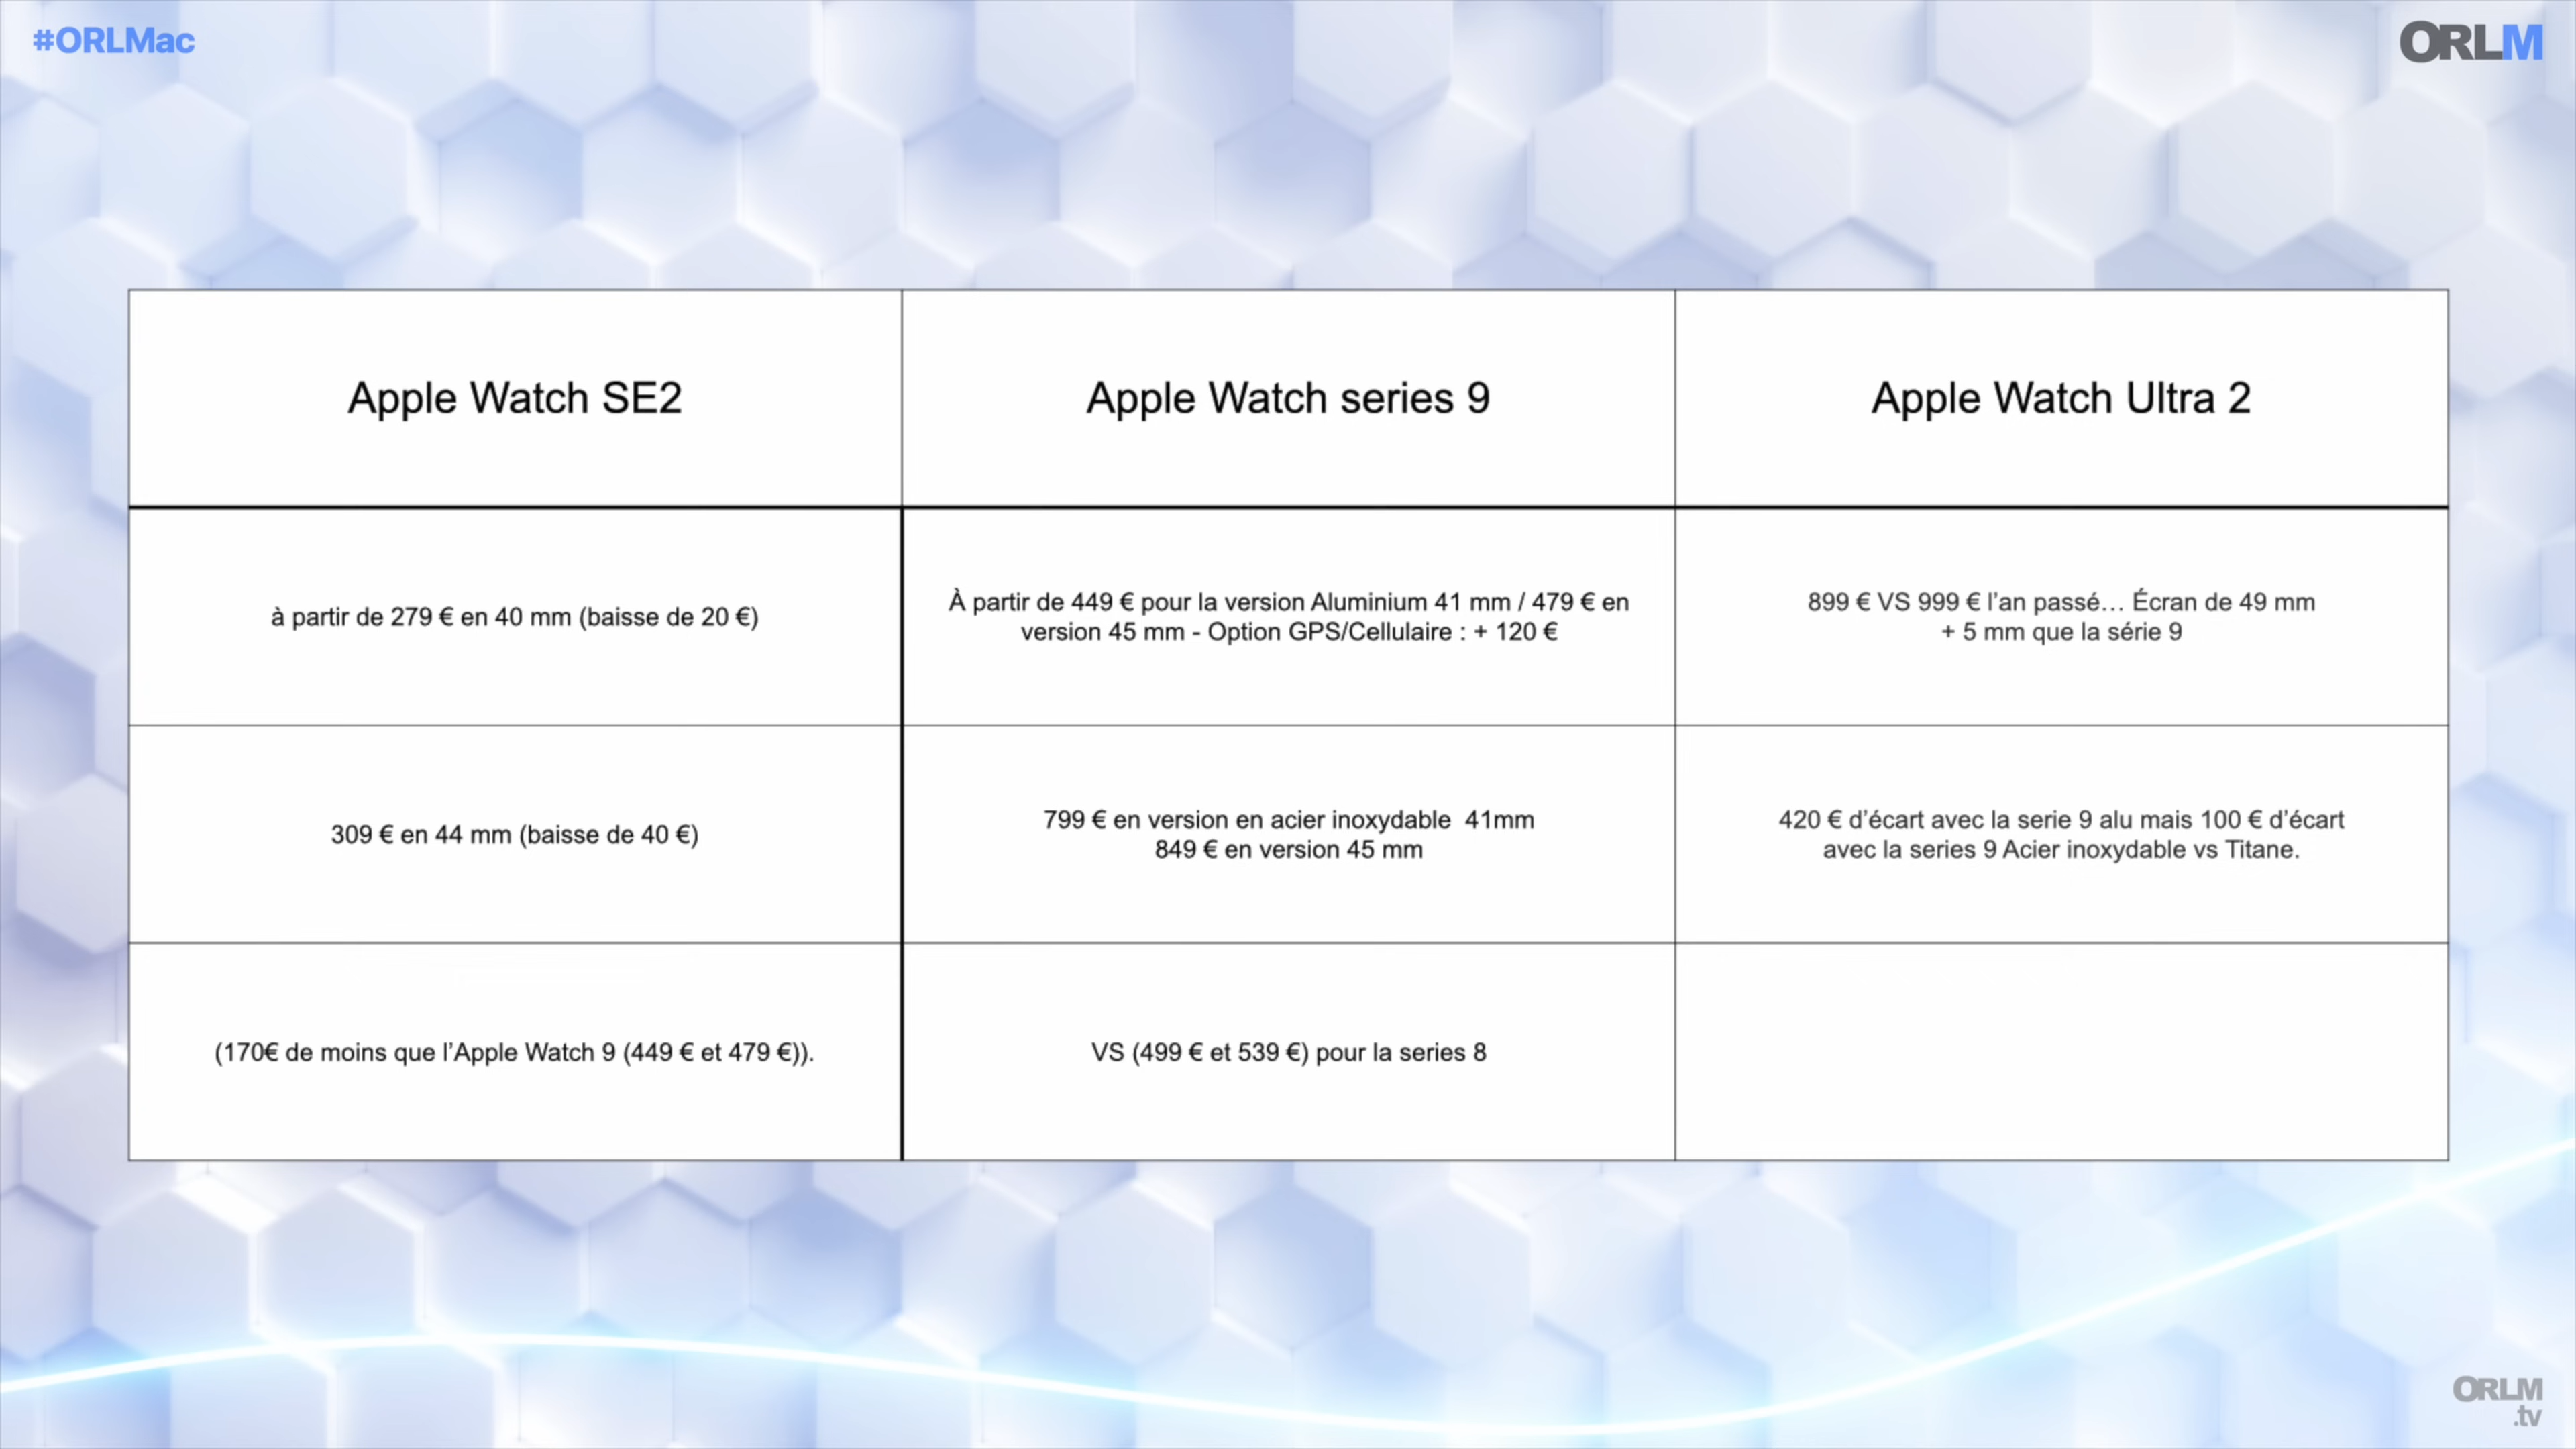 #ORLMac
ORLM
Apple Watch SE2
Apple Watch series 9
Apple Watch Ultra 2
à partir de 279 € en 40 mm (baisse de 20 €)
À partir de 449 € pour la version Aluminium 41 mm / 479 € en
version 45 mm - Option GPS/Cellulaire : + 120 €
899 € VS 999 € l’an passé… Écran de 49 mm
+ 5 mm que la série 9
309 € en 44 mm (baisse de 40 €)
799 € en version en acier inoxydable  41mm
849 € en version 45 mm
420 € d’écart avec la serie 9 alu mais 100 € d’écart
avec la series 9 Acier inoxydable vs Titane.
(170€ de moins que l’Apple Watch 9 (449 € et 479 €)).
VS (499 € et 539 €) pour la series 8
ORLM
.tv